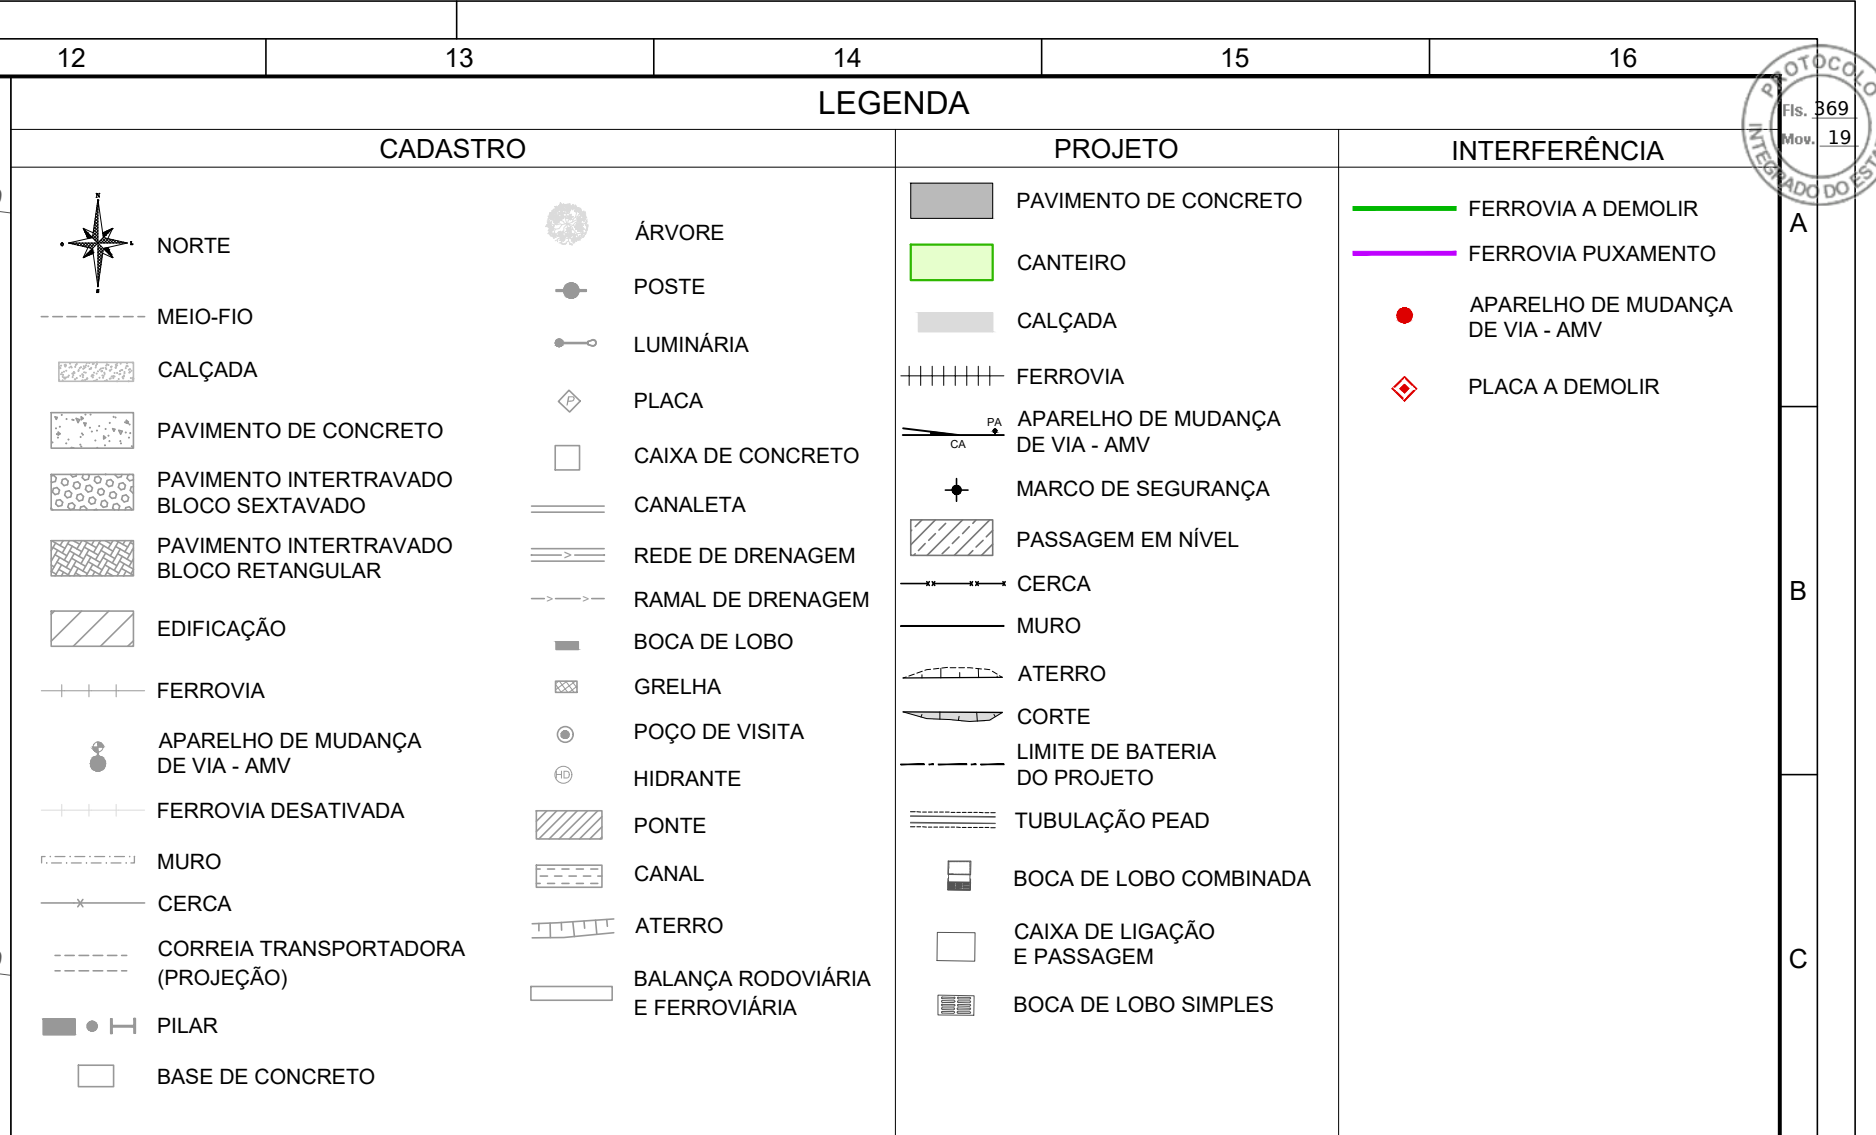 12 13 14 15 16
PROTOCOLO INTEGRADO DO
Fls. 369
Mov. 19
LEGENDA
CADASTRO
PROJETO
INTERFERÊNCIA
NORTE
MEIO-FIO
CALÇADA
PAVIMENTO DE CONCRETO
PAVIMENTO INTERTRAVADO
BLOCO SEXTAVADO
PAVIMENTO INTERTRAVADO
BLOCO RETANGULAR
EDIFICAÇÃO
FERROVIA
APARELHO DE MUDANÇA
DE VIA - AMV
FERROVIA DESATIVADA
MURO
CERCA
CORREIA TRANSPORTADORA
(PROJEÇÃO)
PILAR
BASE DE CONCRETO
ÁRVORE
POSTE
LUMINÁRIA
P
PLACA
CAIXA DE CONCRETO
CANALETA
REDE DE DRENAGEM
RAMAL DE DRENAGEM
BOCA DE LOBO
GRELHA
POÇO DE VISITA
HD
HIDRANTE
PONTE
CANAL
ATERRO
BALANÇA RODOVIÁRIA
E FERROVIÁRIA
PAVIMENTO DE CONCRETO
CANTEIRO
CALÇADA
FERROVIA
PA
CA
APARELHO DE MUDANÇA
DE VIA - AMV
MARCO DE SEGURANÇA
PASSAGEM EM NÍVEL
CERCA
MURO
ATERRO
CORTE
LIMITE DE BATERIA
DO PROJETO
TUBULAÇÃO PEAD
BOCA DE LOBO COMBINADA
CAIXA DE LIGAÇÃO
E PASSAGEM
BOCA DE LOBO SIMPLES
FERROVIA A DEMOLIR
FERROVIA PUXAMENTO
APARELHO DE MUDANÇA
DE VIA - AMV
PLACA A DEMOLIR
A
B
C